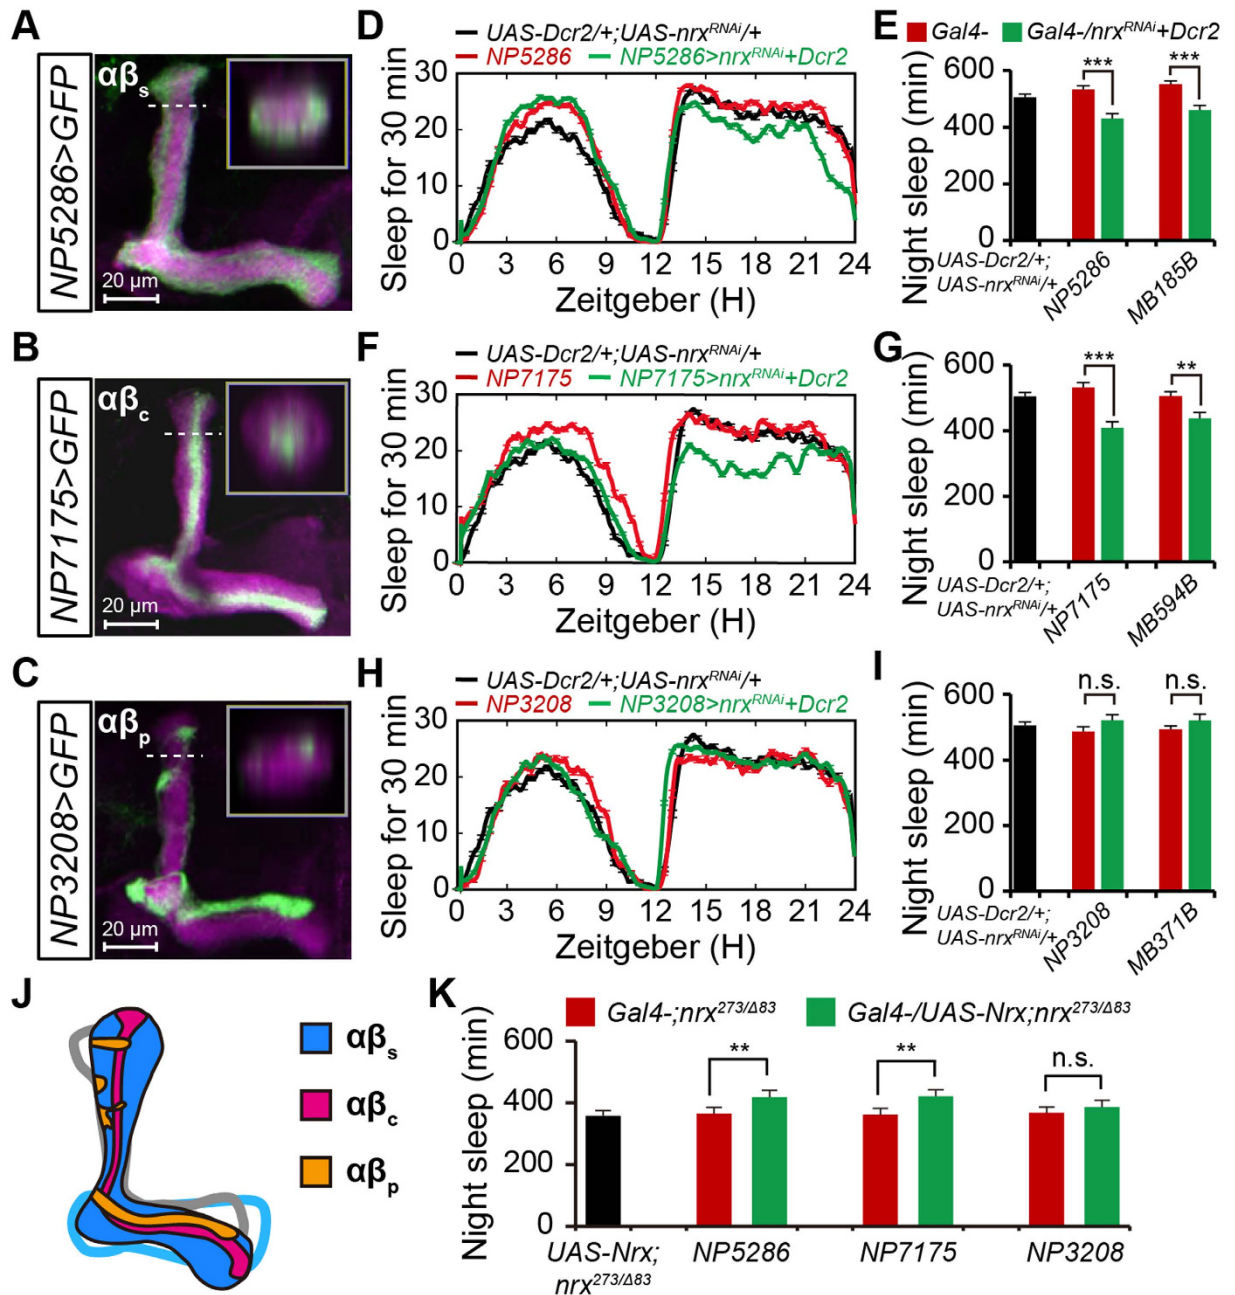 A
NP5286>GFP
αβs
20 μm
D
UAS-Dcr2/+;UAS-nrxRNAi/+
NP5286 NP5286>nrxRNAi+Dcr2
Sleep for 30 min
30
20
10
0
0 3 6 9 12 15 18 21 24
Zeitgeber (H)
E
Gal4- Gal4-/nrxRNAi+Dcr2
Night sleep (min)
600
400
200
0
*** ***
UAS-Dcr2/+;
UAS-nrxRNAi/+
NP5286
MB185B
B
NP7175>GFP
αβc
20 μm
F
UAS-Dcr2/+;UAS-nrxRNAi/+
NP7175 NP7175>nrxRNAi+Dcr2
Sleep for 30 min
30
20
10
0
0 3 6 9 12 15 18 21 24
Zeitgeber (H)
G
Night sleep (min)
600
400
200
0
*** **
UAS-Dcr2/+;
UAS-nrxRNAi/+
NP7175
MB594B
C
NP3208>GFP
αβp
20 μm
H
UAS-Dcr2/+;UAS-nrxRNAi/+
NP3208 NP3208>nrxRNAi+Dcr2
Sleep for 30 min
30
20
10
0
0 3 6 9 12 15 18 21 24
Zeitgeber (H)
I
Night sleep (min)
600
400
200
0
n.s. n.s.
UAS-Dcr2/+;
UAS-nrxRNAi/+
NP3208
MB371B
J
αβs
αβc
αβp
K
Gal4-;nrx273/Δ83 Gal4-/UAS-Nrx;nrx273/Δ83
Night sleep (min)
600
400
200
0
** ** n.s.
UAS-Nrx;
nrx273/Δ83
NP5286 NP7175 NP3208